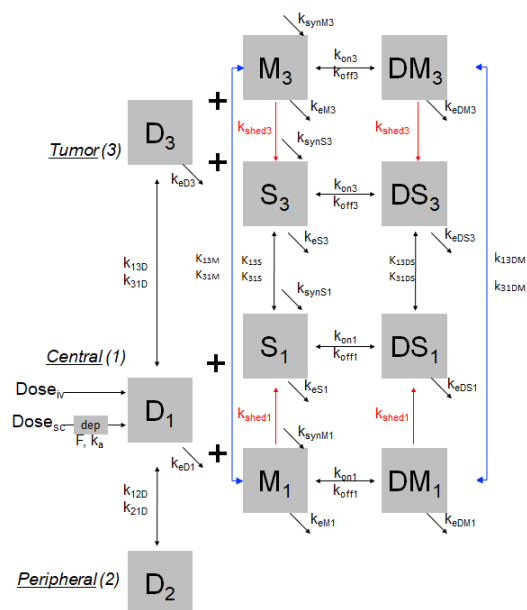 ksynM3
M3
kon3
koff3
DM3
keM3
keDM3
+
D3
Tumor (3)
kshed3
kshed3
ksynS3
+
keD3
S3
kon3
koff3
DS3
keS3
keDS3
k13D
k31D
K13M
K31M
K13S
K31S
K13DS
K31DS
k13DM
k31DM
ksynS1
Central (1)
+
S1
kon1
koff1
DS1
DoseIV
D1
keS1
keDS1
DoseSC
dep
F, ka
kshed1
kshed1
ksynM1
+
keD1
M1
kon1
koff1
DM1
k12D
k21D
keM1
keDM1
D2
Peripheral (2)